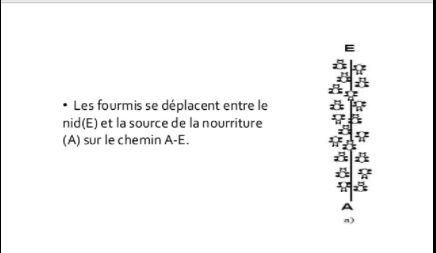 E
• Les fourmis se déplacent entre le
nid(E) et la source de la nourriture
(A) sur le chemin A-E.
A
a)